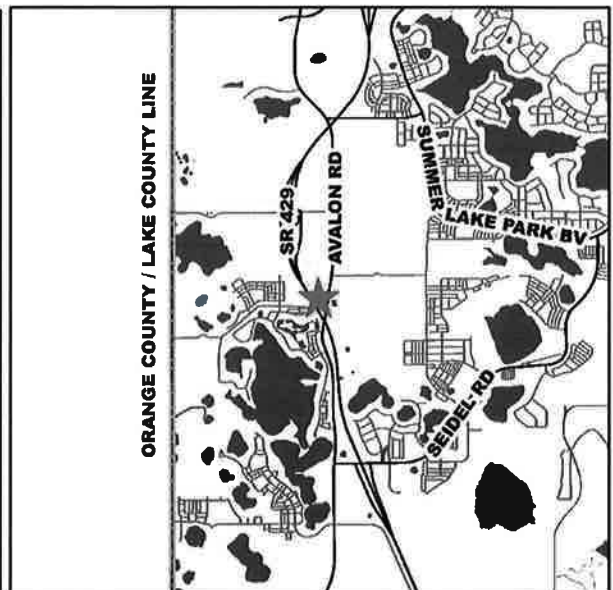 ORANGE COUNTY / LAKE COUNTY LINE
SR 429
AVALON RD
SUMMER LAKE PARK BV
SEIDEL RD